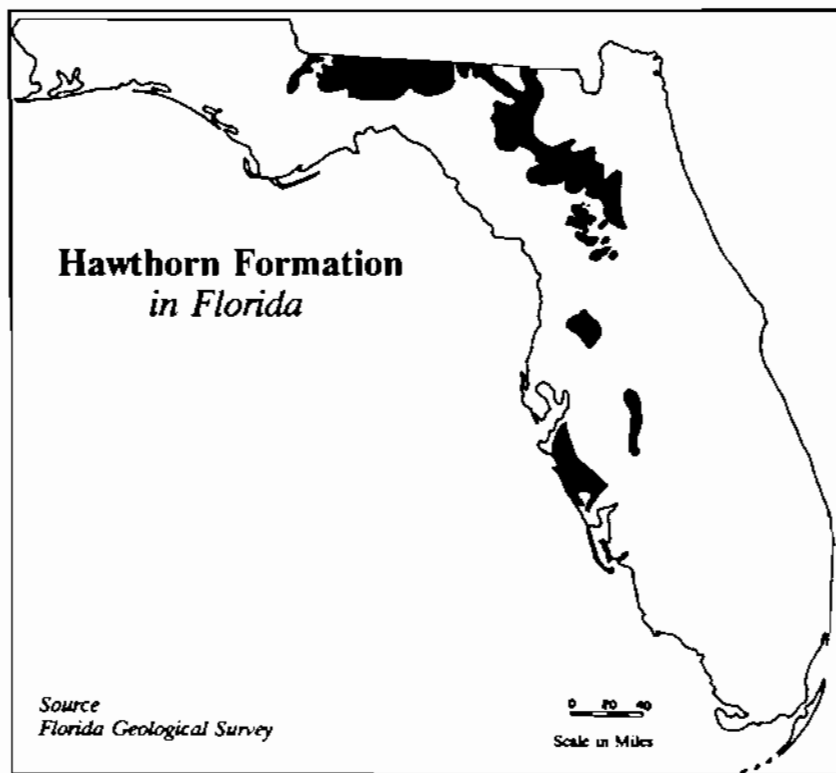 Hawthorn Formation
in Florida
Source
Florida Geological Survey
0 20 40
Scale in Miles